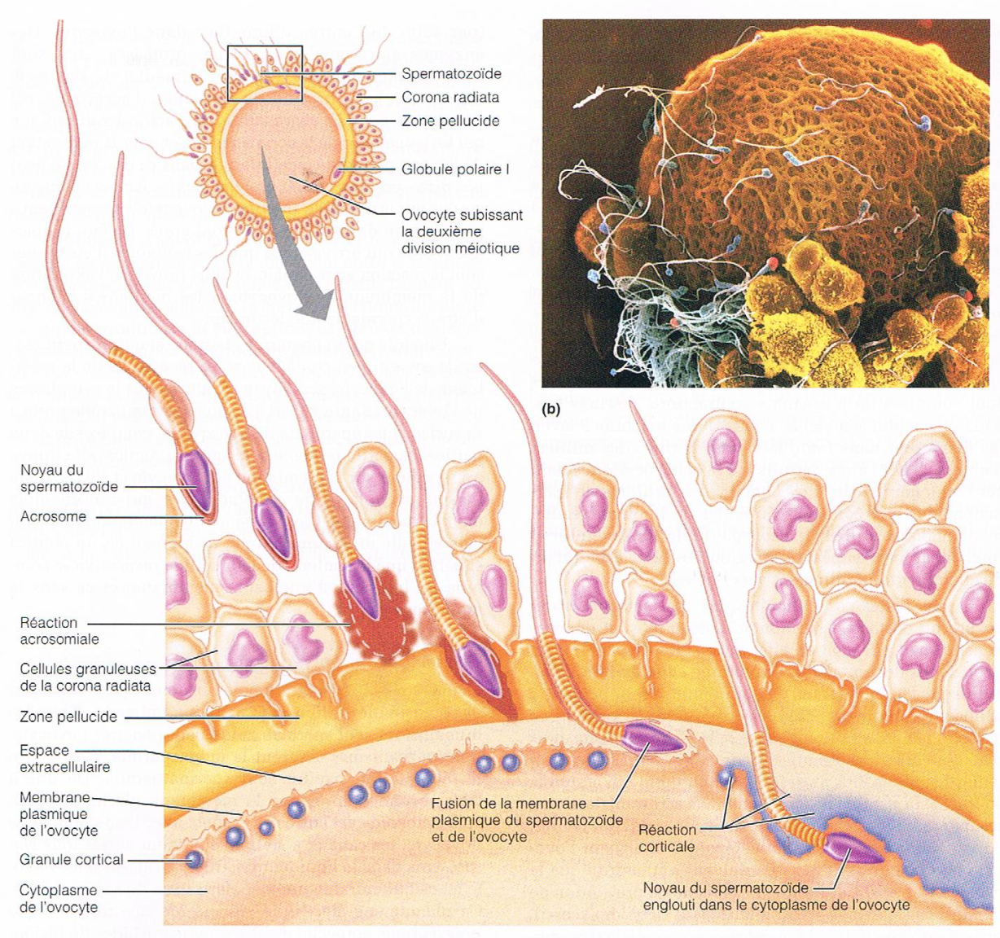 Spermatozoïde
Corona radiata
Zone pellucide
Globule polaire I
Ovocyte subissant
la deuxième
division méiotique
(b)
Noyau du
spermatozoïde
Acrosome
Réaction
acrosomiale
Cellules granuleuses
de la corona radiata
Zone pellucide
Espace
extracellulaire
Membrane
plasmique
de l'ovocyte
Granule cortical
Cytoplasme
de l'ovocyte
Fusion de la membrane
plasmique du spermatozoïde
et de l'ovocyte
Réaction
corticale
Noyau du spermatozoïde
englouti dans le cytoplasme de l'ovocyte